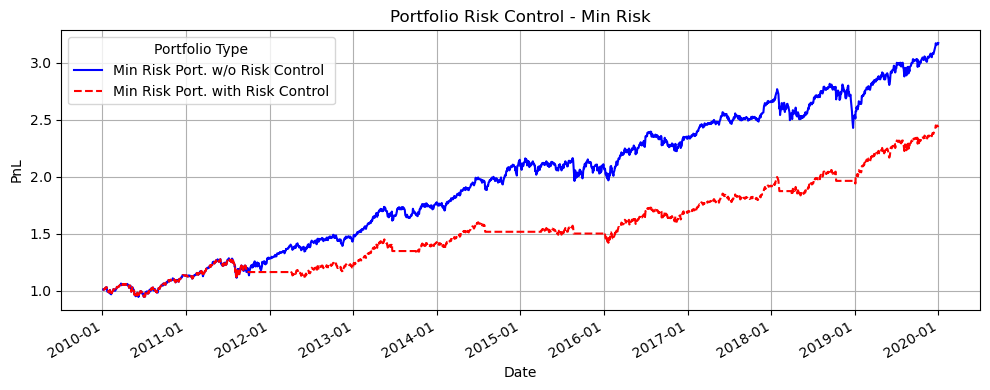 Portfolio Risk Control - Min Risk
Portfolio Type
Min Risk Port. w/o Risk Control
Min Risk Port. with Risk Control
PnL
3.0
2.5
2.0
1.5
1.0
2010-01
2011-01
2012-01
2013-01
2014-01
2015-01
2016-01
2017-01
2018-01
2019-01
2020-01
Date